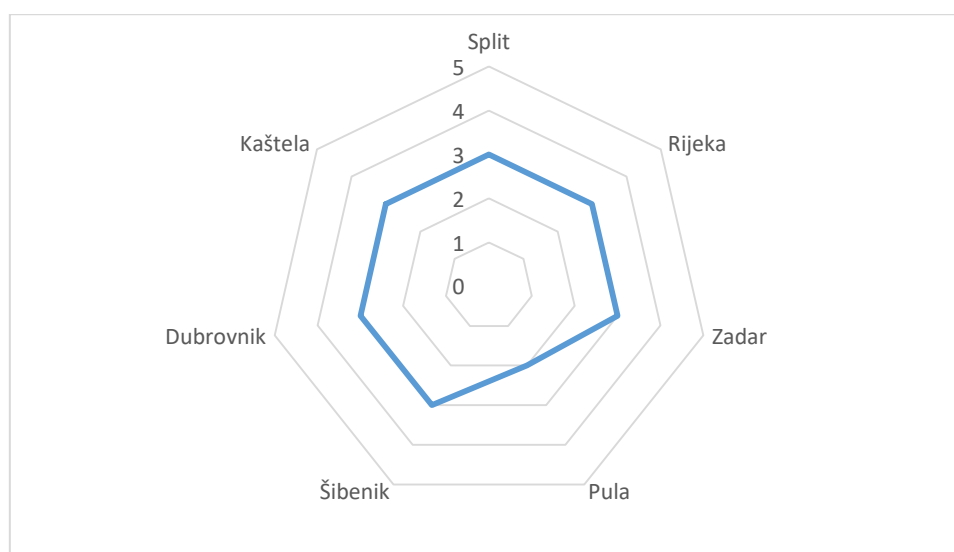 Split
5
4
3
2
1
0
Rijeka
Zadar
Pula
Šibenik
Dubrovnik
Kaštela